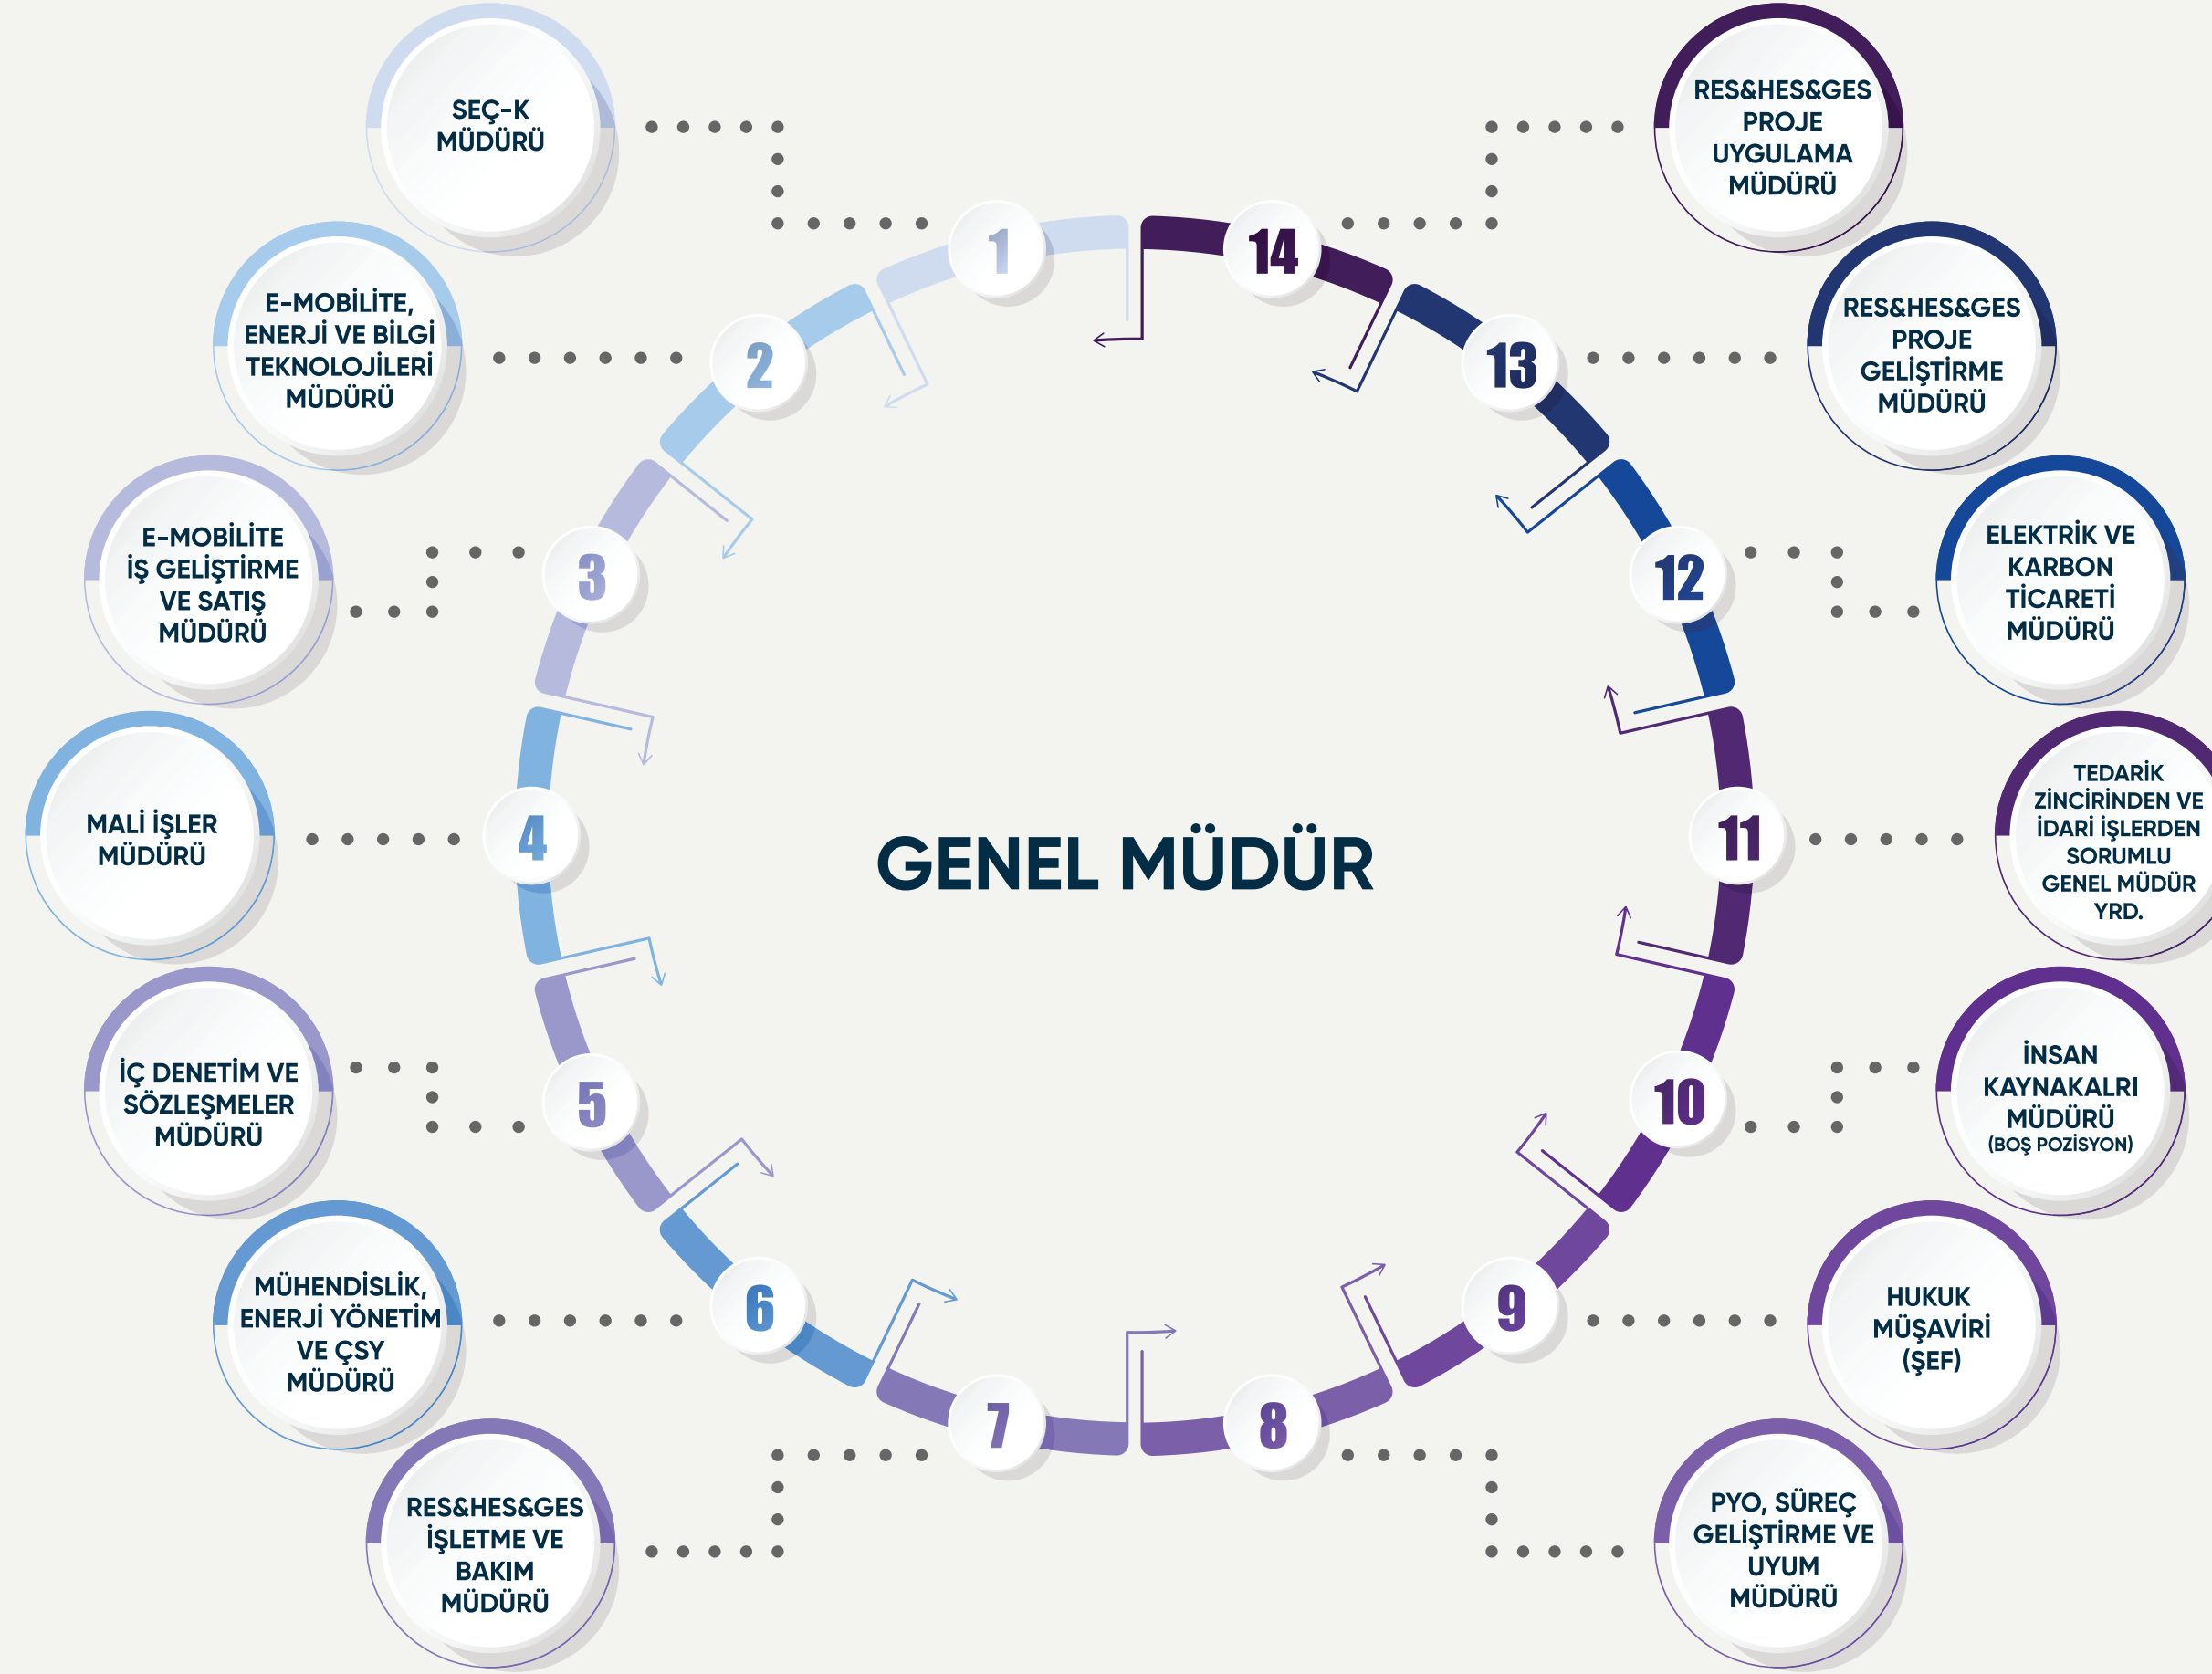 SEÇ-K
MÜDÜRÜ
1
E-MOBİLİTE,
ENERJİ VE BİLGİ
TEKNOLOJİLERİ
MÜDÜRÜ
2
E-MOBİLİTE
İŞ GELİŞTİRME
VE SATIŞ
MÜDÜRÜ
3
MALİ İŞLER
MÜDÜRÜ
4
İÇ DENETİM VE
SÖZLEŞMELER
MÜDÜRÜ
5
MÜHENDİSLİK,
ENERJİ YÖNETİM
VE ÇSY
MÜDÜRÜ
6
RES&HES&GES
İŞLETME VE
BAKIM
MÜDÜRÜ
7
GENEL MÜDÜR
8
PYO, SÜREÇ
GELİŞTİRME VE
UYUM
MÜDÜRÜ
9
HUKUK
MÜŞAVİRİ
(ŞEF)
10
İNSAN
KAYNAKALRI
MÜDÜRÜ
(BOŞ POZİSYON)
11
TEDARİK
ZİNCİRİNDEN VE
İDARİ İŞLERDEN
SORUMLU
GENEL MÜDÜR
YRD.
12
ELEKTRİK VE
KARBON
TİCARETİ
MÜDÜRÜ
13
RES&HES&GES
PROJE
GELİŞTİRME
MÜDÜRÜ
14
RES&HES&GES
PROJE
UYGULAMA
MÜDÜRÜ